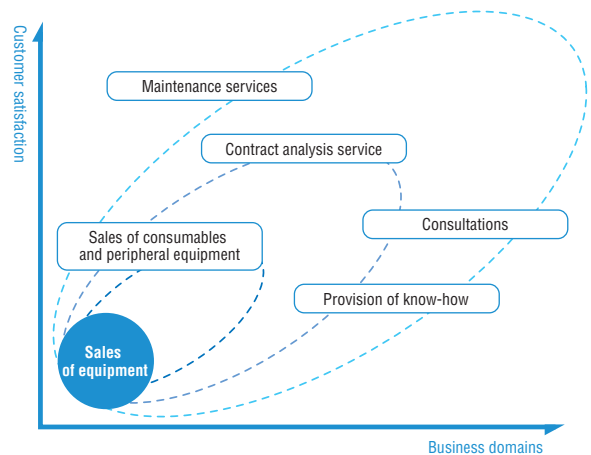 Customer satisfaction
Maintenance services
Contract analysis service
Consultations
Sales of consumables
and peripheral equipment
Provision of know-how
Sales
of equipment
Business domains